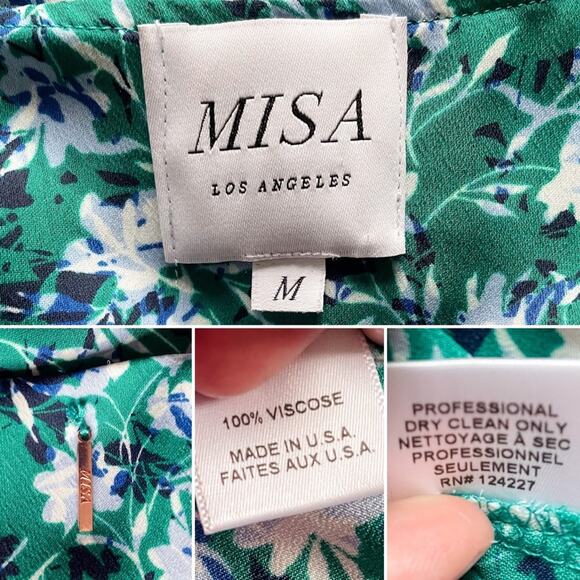 MISA
LOS ANGELES
M
MISA
100% VISCOSE
MADE IN U.S.A.
FAITES AUX U.S.A.
PROFESSIONAL
DRY CLEAN ONLY
NETTOYAGE À SEC
PROFESSIONNEL
SEULEMENT
RN# 124227